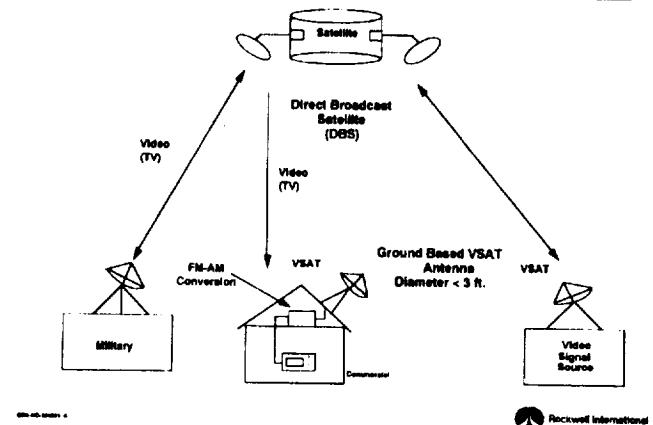 Satellite
Direct Broadcast
Satellite
(DBS)
Video
(TV)
Video
(TV)
FM-AM
Conversion
VSAT
Ground Based VSAT
Antenna
Diameter < 3 ft.
VSAT
Military
Commercial
Video
Signal
Source
Rockwell International